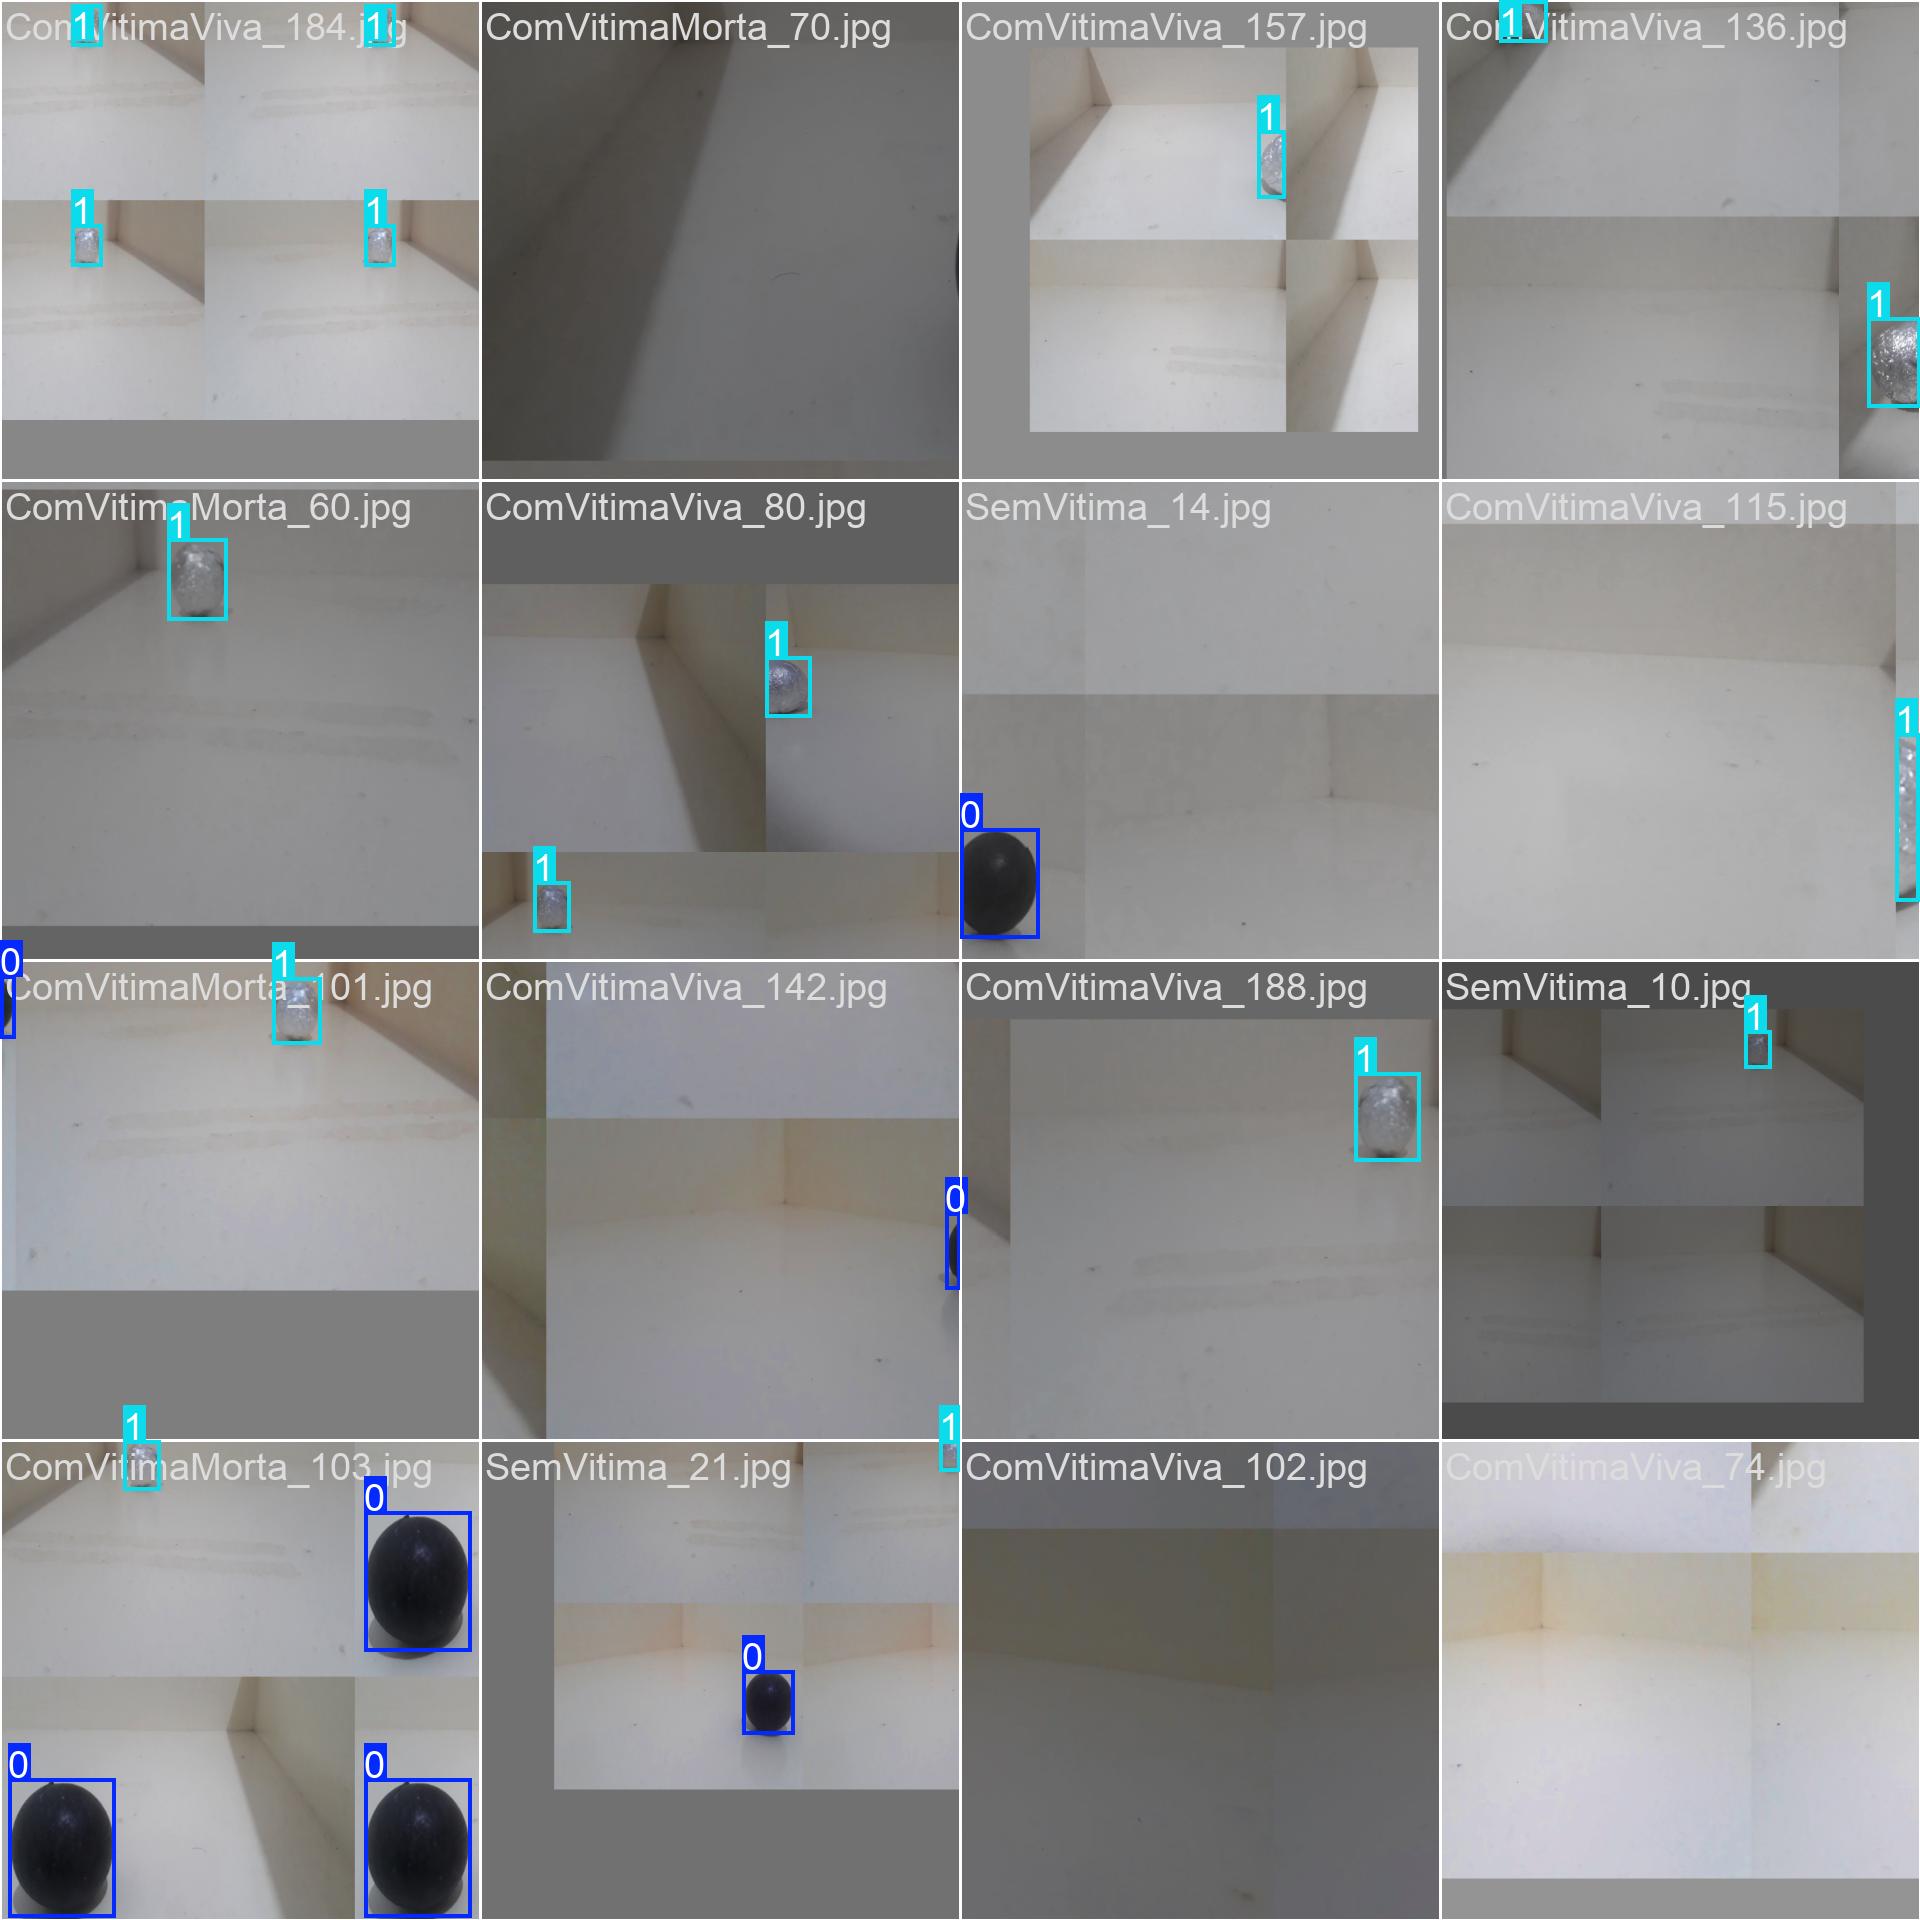 ComVitimaViva_184.jpg
1
1
1
1
ComVitimaMorta_70.jpg
ComVitimaViva_157.jpg
1
ComVitimaViva_136.jpg
1
1
ComVitimaMorta_60.jpg
1
ComVitimaViva_80.jpg
1
1
SemVitima_14.jpg
0
ComVitimaViva_115.jpg
1
ComVitimaMorta_101.jpg
0
1
ComVitimaViva_142.jpg
0
ComVitimaViva_188.jpg
1
SemVitima_10.jpg
1
ComVitimaMorta_103.jpg
1
0
0
0
SemVitima_21.jpg
1
0
ComVitimaViva_102.jpg
ComVitimaViva_74.jpg